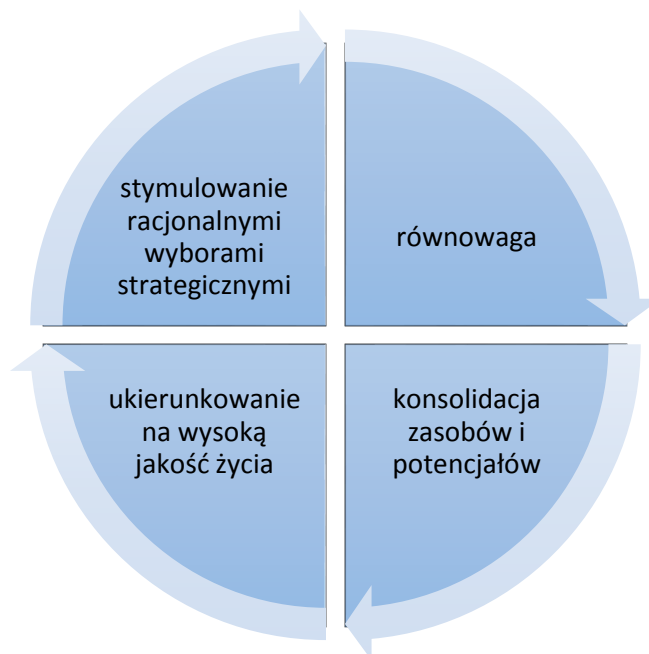 stymulowanie
racjonalnymi
wyborami
strategicznymi
równowaga
ukierunkowanie
na wysoką
jakość życia
konsolidacja
zasobów i
potencjałów